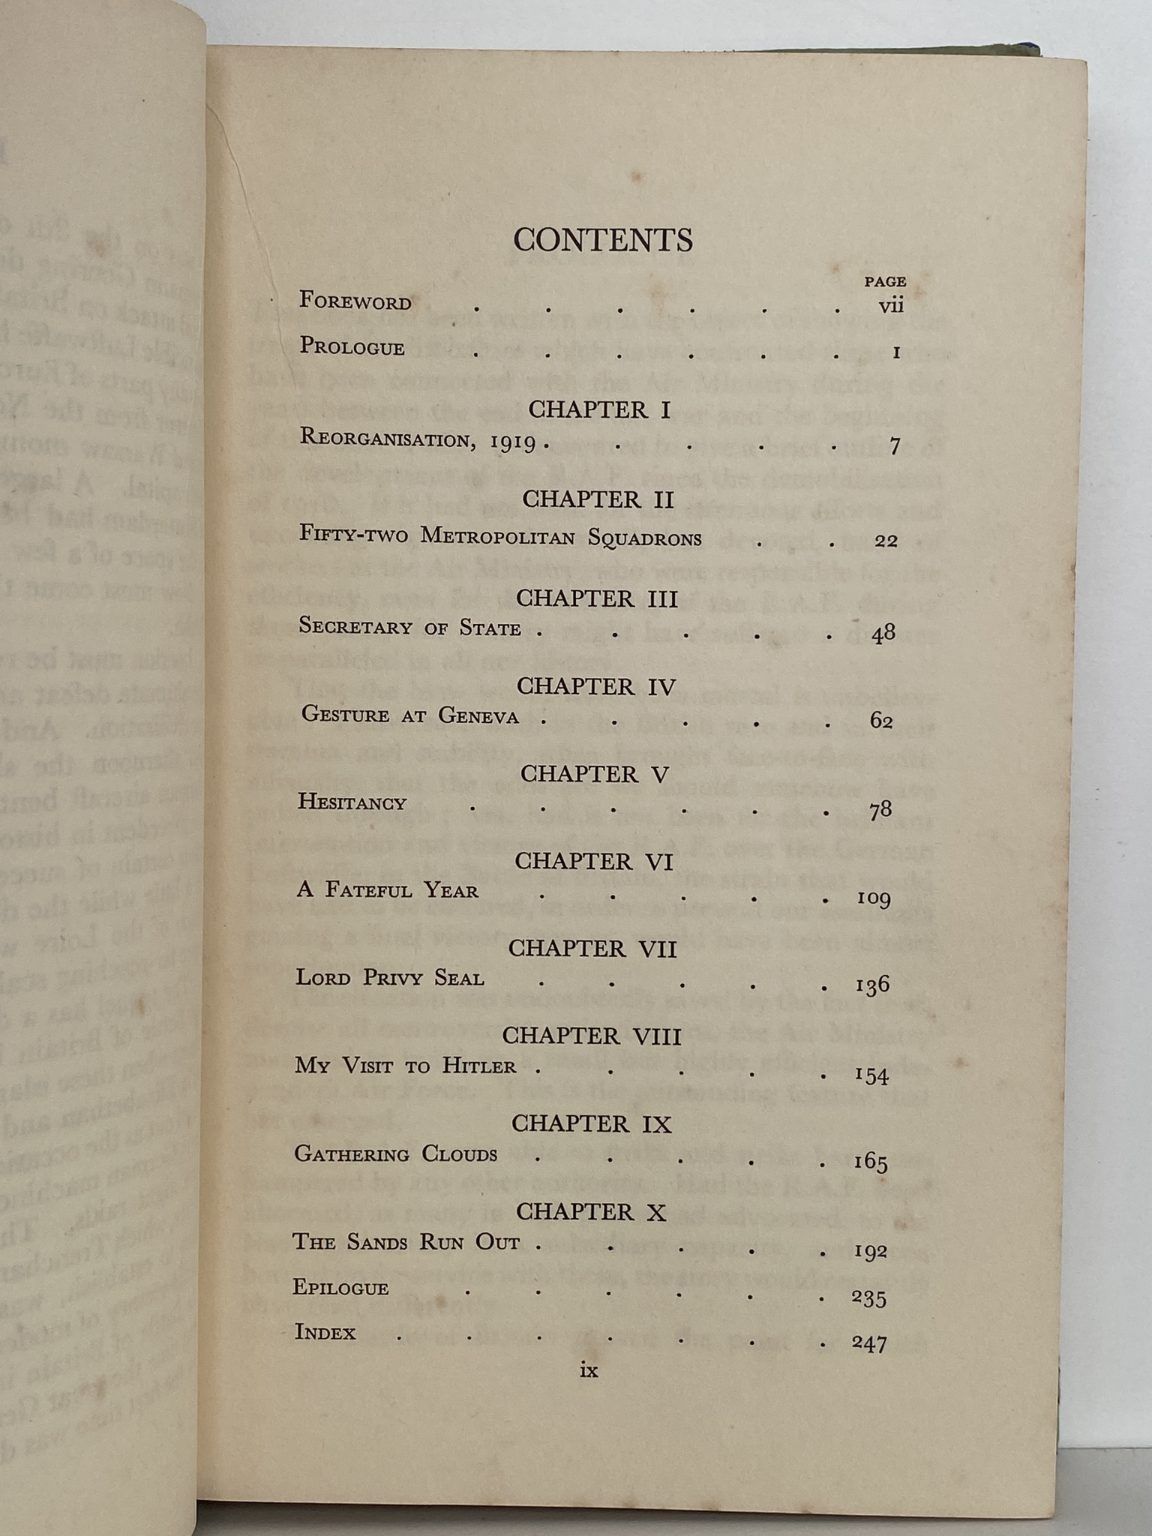 CONTENTS
PAGE
FOREWORD . . . . . . vii
PROLOGUE . . . . . . 1
CHAPTER I
REORGANISATION, 1919 . . . . . 7
CHAPTER II
FIFTY-TWO METROPOLITAN SQUADRONS . . 22
CHAPTER III
SECRETARY OF STATE . . . . . 48
CHAPTER IV
GESTURE AT GENEVA . . . . . 62
CHAPTER V
HESITANCY . . . . . . 78
CHAPTER VI
A FATEFUL YEAR . . . . . 109
CHAPTER VII
LORD PRIVY SEAL . . . . . 136
CHAPTER VIII
MY VISIT TO HITLER . . . . . 154
CHAPTER IX
GATHERING CLOUDS . . . . . 165
CHAPTER X
THE SANDS RUN OUT . . . . . 192
EPILOGUE . . . . . . 235
INDEX . . . . . . . 247
ix